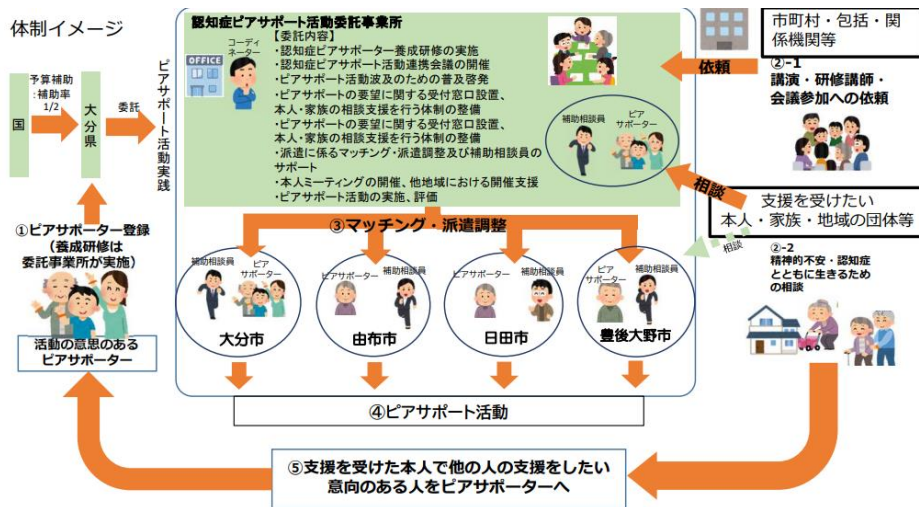 体制イメージ
国
予算補助
:補助率
1/2
大分県
委託
ピアサポート活動実践
認知症ピアサポート活動委託事業所
OFFICE
コーディ
ネーター
【委託内容】
・認知症ピアサポーター養成研修の実施
・認知症ピアサポート活動連携会議の開催
・ピアサポート活動波及のための普及啓発
・ピアサポートの要望に関する受付窓口設置、
本人・家族の相談支援を行う体制の整備
・ピアサポートの要望に関する受付窓口設置、
本人・家族の相談支援を行う体制の整備
・派遣に係るマッチング・派遣調整及び補助相談員の
サポート
・本人ミーティングの開催、他地域における開催支援
・ピアサポート活動の実施、評価
補助相談員
ピア
サポーター
依頼
市町村・包括・関
係機関等
②-1
講演・研修講師・
会議参加への依頼
相談
支援を受けたい
本人・家族・地域の団体等
相談
②-2
精神的不安・認知症
とともに生きるため
の相談
①ピアサポーター登録
(養成研修は
委託事業所が実施)
活動の意思のある
ピアサポーター
③マッチング・派遣調整
補助相談員
ピア
サポーター
大分市
ピアサポーター
補助相談員
由布市
ピアサポーター
補助相談員
日田市
ピア
サポーター
補助相談員
豊後大野市
④ピアサポート活動
⑤支援を受けた本人で他の人の支援をしたい
意向のある人をピアサポーターへ